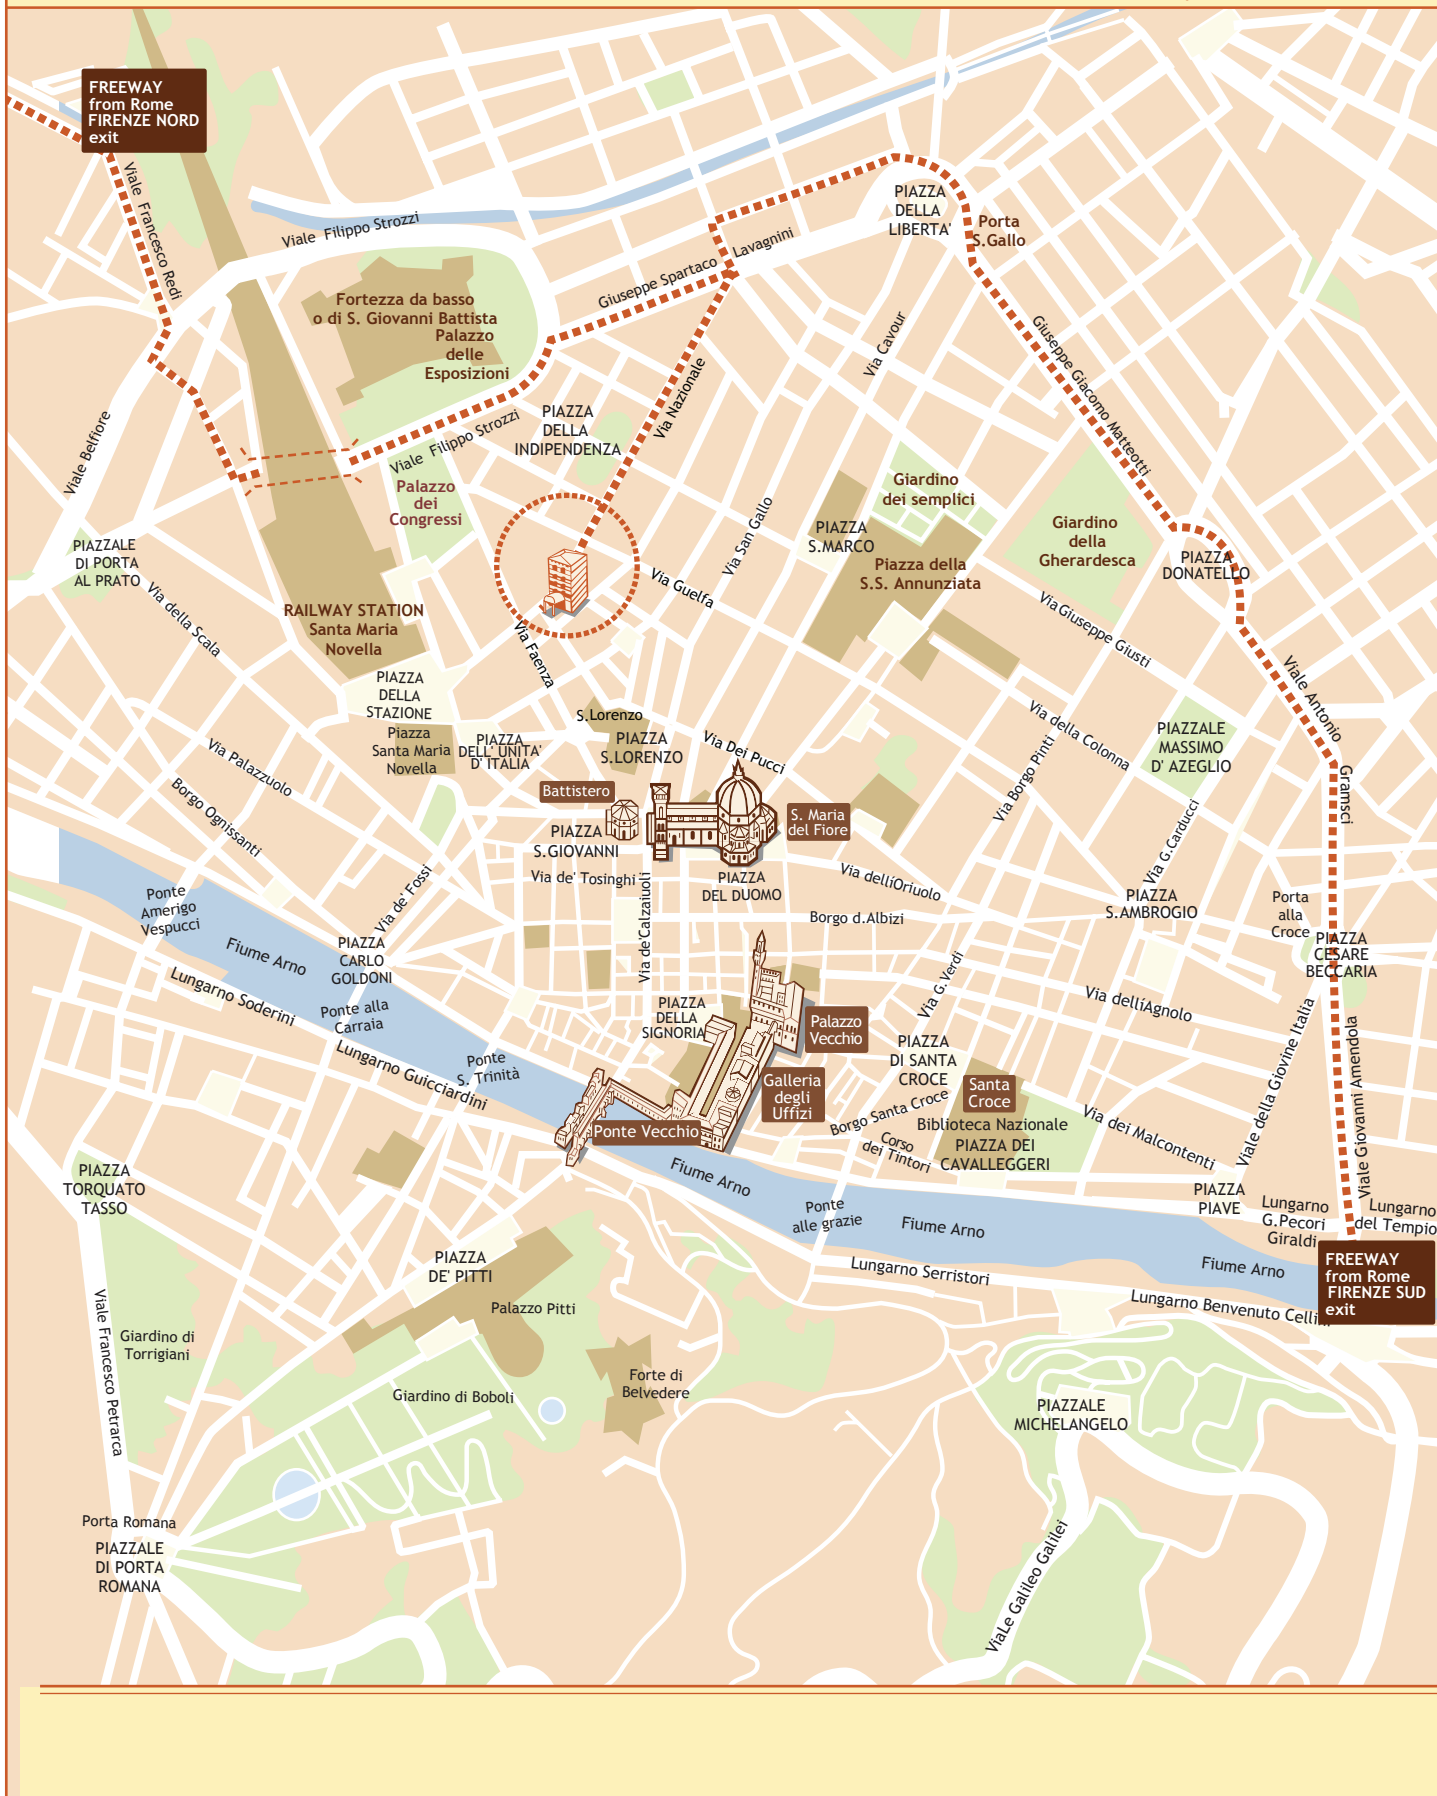 FREEWAY
from Rome
FIRENZE NORD
exit
Viale Francesco Redi
Viale Filippo Strozzi
Giuseppe Spartaco Lavagnini
PIAZZA
DELLA
LIBERTA'
Porta
S.Gallo
Fortezza da basso
o di S. Giovanni Battista
Palazzo
delle
Esposizioni
Via Cavour
Giuseppe Giacomo Matteotti
Via Nazionale
Viale Belfiore
Viale Filippo Strozzi
PIAZZA
DELLA
INDIPENDENZA
Palazzo
dei
Congressi
Giardino
dei semplici
PIAZZA
S.MARCO
Giardino
della
Gherardesca
Piazza della
S.S. Annunziata
PIAZZA
DONATELLO
Via San Gallo
PIAZZALE
DI PORTA
AL PRATO
Via della Scala
RAILWAY STATION
Santa Maria
Novella
Via Guelfa
Via Faenza
ViaGiuseppe Giusti
Viale Antonio
Gramsci
PIAZZA
DELLA
STAZIONE
Piazza
Santa Maria
Novella
PIAZZA
DELL' UNITA'
D' ITALIA
S.Lorenzo
PIAZZA
S.LORENZO
Via Dei Pucci
Via della Colonna
Via Borgo Pinti
PIAZZALE
MASSIMO
D' AZEGLIO
Via Palazzuolo
Borgo Ognissanti
Battistero
PIAZZA
S.GIOVANNI
S. Maria
del Fiore
Via de' Tosinghi
PIAZZA
DEL DUOMO
Via dellíOriuolo
Via G.Carducci
PIAZZA
S.AMBROGIO
Porta
alla
Croce
PIAZZA
CESARE
BECCARIA
Via de' Fossi
Via de'Calzaiuoli
Borgo d.Albizi
Ponte
Amerigo
Vespucci
Fiume Arno
PIAZZA
CARLO
GOLDONI
Lungarno Soderini
Ponte alla
Carraia
Lungarno Guicciardini
Ponte
S. Trinità
PIAZZA
DELLA
SIGNORIA
Palazzo
Vecchio
Via G.Verdi
Via dellíAgnolo
PIAZZA
DI SANTA
CROCE
Santa
Croce
Galleria
degli
Uffizi
Ponte Vecchio
Borgo Santa Croce
Corso
dei Tintori
Biblioteca Nazionale
PIAZZA DEI
CAVALLEGGERI
Via dei Malcontenti
Viale della Giovine Italia
Viale Giovanni Amendola
PIAZZA
PIAVE
Lungarno
G.Pecori
Giraldi
Lungarno
del Tempio
Fiume Arno
Ponte
alle grazie
Fiume Arno
Fiume Arno
FREEWAY
from Rome
FIRENZE SUD
exit
Lungarno Serristori
Lungarno Benvenuto Cellini
PIAZZA
TORQUATO
TASSO
PIAZZA
DE' PITTI
Palazzo Pitti
Giardino di
Torrigiani
Viale Francesco Petrarca
Giardino di Boboli
Forte di
Belvedere
PIAZZALE
MICHELANGELO
Porta Romana
PIAZZALE
DI PORTA
ROMANA
ViaLe Galileo Galilei